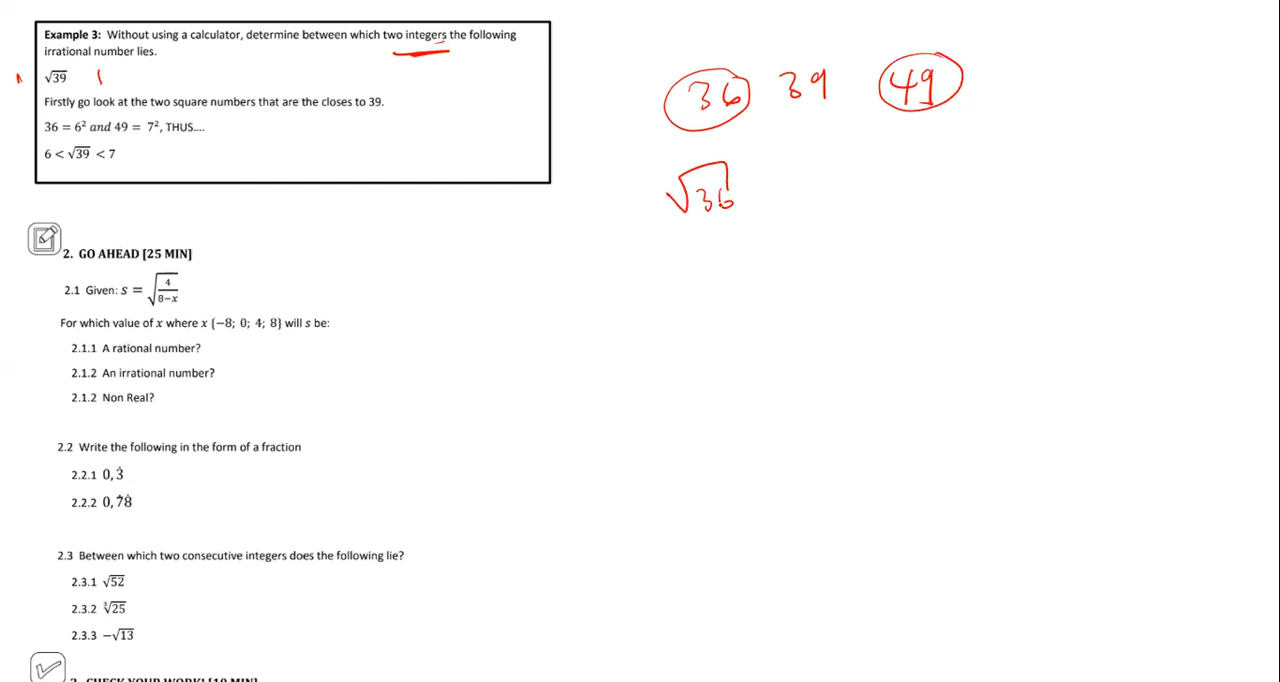 Example 3: Without using a calculator, determine between which two integers the following
irrational number lies.
√39
Firstly go look at the two square numbers that are the closes to 39.
36 = 6² and 49 = 7², THUS....
6 < √39 < 7
36 39 49
√36
2. GO AHEAD [25 MIN]
2.1 Given: s = √(4/(8−x))
For which value of x where x {−8; 0; 4; 8} will s be:
2.1.1 A rational number?
2.1.2 An irrational number?
2.1.2 Non Real?
2.2 Write the following in the form of a fraction
2.2.1 0,3̇
2.2.2 0,7̇8̇
2.3 Between which two consecutive integers does the following lie?
2.3.1 √52
2.3.2 ∛25
2.3.3 −√13
3. CHECK YOUR WORK! [10 MIN]